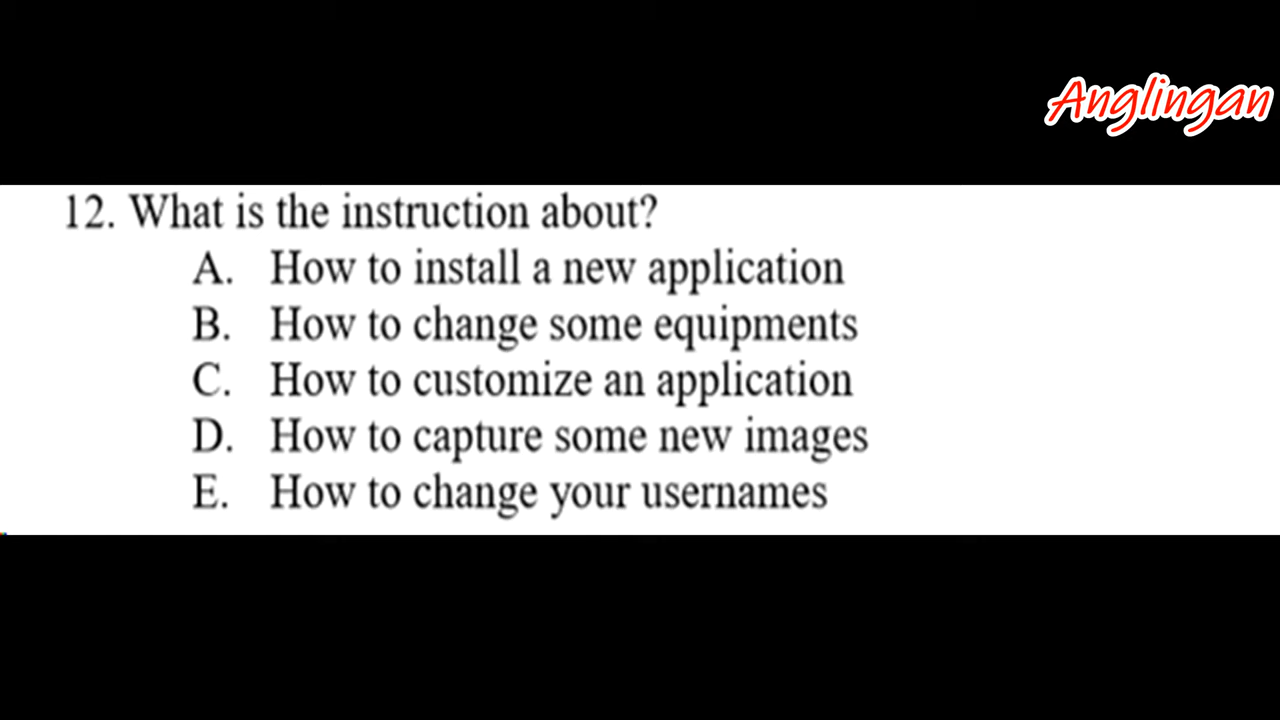 Anglingan
12. What is the instruction about?
A. How to install a new application
B. How to change some equipments
C. How to customize an application
D. How to capture some new images
E. How to change your usernames